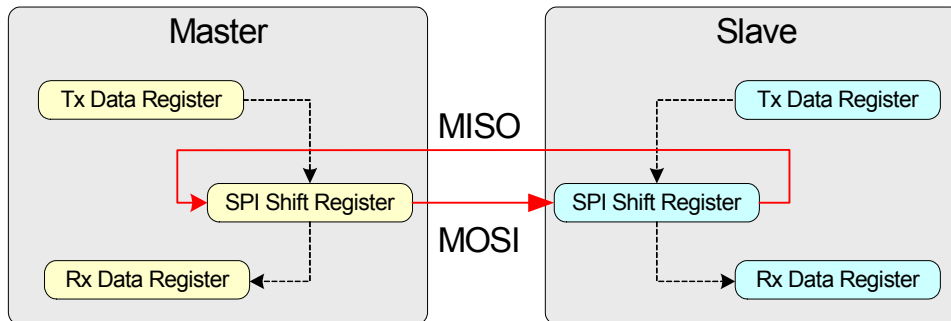 Master
Slave
Tx Data Register
Tx Data Register
MISO
SPI Shift Register
SPI Shift Register
MOSI
Rx Data Register
Rx Data Register